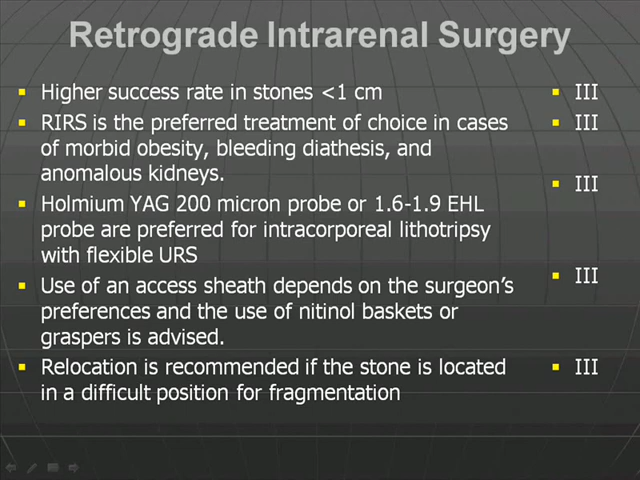 Retrograde Intrarenal Surgery
Higher success rate in stones <1 cm
III
RIRS is the preferred treatment of choice in cases
III
of morbid obesity, bleeding diathesis, and
anomalous kidneys.
III
Holmium YAG 200 micron probe or 1.6-1.9 EHL
probe are preferred for intracorporeal lithotripsy
with flexible URS
III
Use of an access sheath depends on the surgeon's
preferences and the use of nitinol baskets or
graspers is advised.
Relocation is recommended if the stone is located
III
in a difficult position for fragmentation